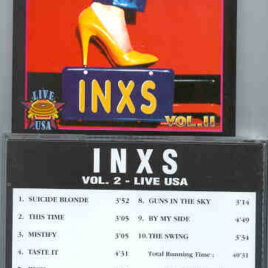 LIVE
USA
INXS
VOL. II
INXS
VOL. 2 - LIVE USA
1. SUICIDE BLONDE 3'52
2. THIS TIME 3'05
3. MISTIFY 3'05
4. TASTE IT 4'31
8. GUNS IN THE SKY 3'14
9. BY MY SIDE 4'49
10. THE SWING 3'34
Total Running Time : 40'31